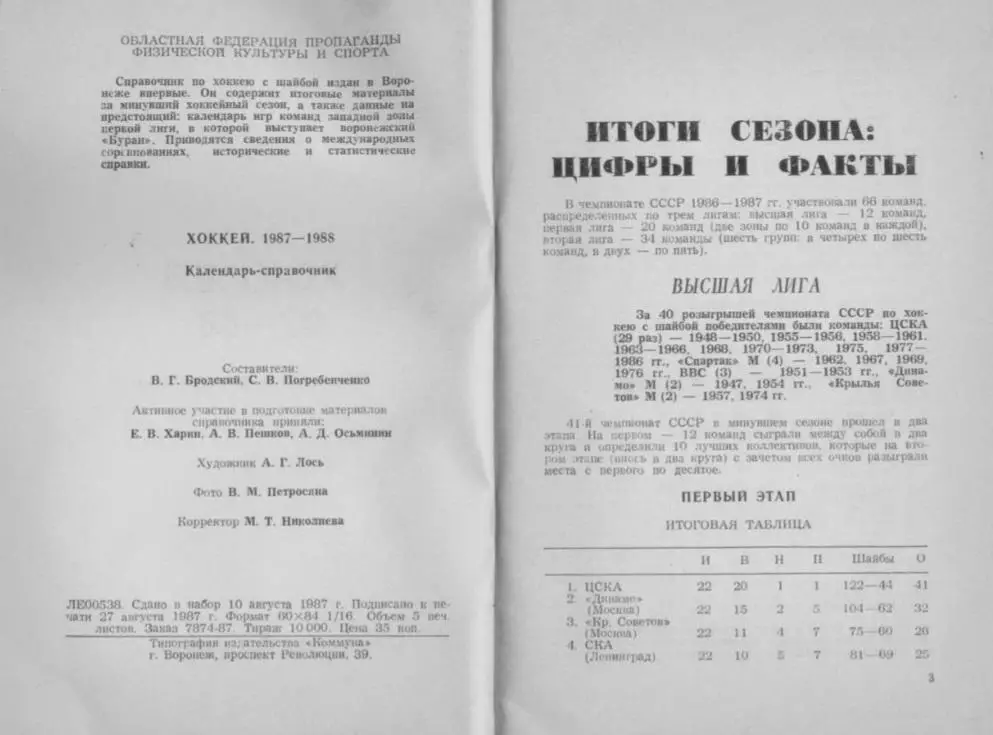 ОБЛАСТНАЯ ФЕДЕРАЦИЯ ПРОПАГАНДЫ
ФИЗИЧЕСКОЙ КУЛЬТУРЫ И СПОРТА
Справочник по хоккею с шайбой издан в Воро-
неже впервые. Он содержит итоговые материалы
за минувший хоккейный сезон, а также данные на
предстоящий: календарь игр команд западной зоны
первой лиги, в которой выступает воронежский
«Буран». Приводятся сведения о международных
соревнованиях, исторические и статистические
справки.
ХОККЕЙ. 1987—1988
Календарь-справочник
Составители:
В. Г. Бродский, С. В. Погребенченко
Активное участие в подготовке материалов
справочника приняли:
Е. В. Харин, А. В. Пешков, А. Д. Осьминин
Художник А. Г. Лось
Фото В. М. Петросяна
Корректор М. Т. Николаева
ЛЕ00538. Сдано в набор 10 августа 1987 г. Подписано к пе-
чати 27 августа 1987 г. Формат 60×84 1/16. Объем 5 печ.
листов. Заказ 7874-87. Тираж 10 000. Цена 35 коп.
Типография издательства «Коммуна»
г. Воронеж, проспект Революции, 39.
ИТОГИ СЕЗОНА:
ЦИФРЫ И ФАКТЫ
В чемпионате СССР 1986—1987 гг. участвовали 66 команд,
распределенных по трем лигам: высшая лига — 12 команд,
первая лига — 20 команд (две зоны по 10 команд в каждой),
вторая лига — 34 команды (шесть групп: в четырех по шесть
команд, в двух — по пять).
ВЫСШАЯ ЛИГА
За 40 розыгрышей чемпионата СССР по хок-
кею с шайбой победителями были команды: ЦСКА
(29 раз) — 1948—1950, 1955—1956, 1958—1961,
1963—1966, 1968, 1970—1973, 1975, 1977—
1986 гг., «Спартак» М (4) — 1962, 1967, 1969,
1976 гг., ВВС (3) — 1951—1953 гг., «Дина-
мо» М (2) — 1947, 1954 гг., «Крылья Сове-
тов» М (2) — 1957, 1974 гг.
41-й чемпионат СССР в минувшем сезоне прошел в два
этапа. На первом — 12 команд сыграли между собой в два
круга и определили 10 лучших коллективов, которые на вто-
ром этапе (вновь в два круга) с зачетом всех очков разыграли
места с первого по десятое.
ПЕРВЫЙ ЭТАП
ИТОГОВАЯ ТАБЛИЦА
И В Н П Шайбы О
1. ЦСКА 22 20 1 1 122—44 41
2. «Динамо»
(Москва) 22 15 2 5 104—62 32
3. «Кр. Советов»
(Москва) 22 11 4 7 75—60 26
4. СКА
(Ленинград) 22 10 5 7 81—69 25
3